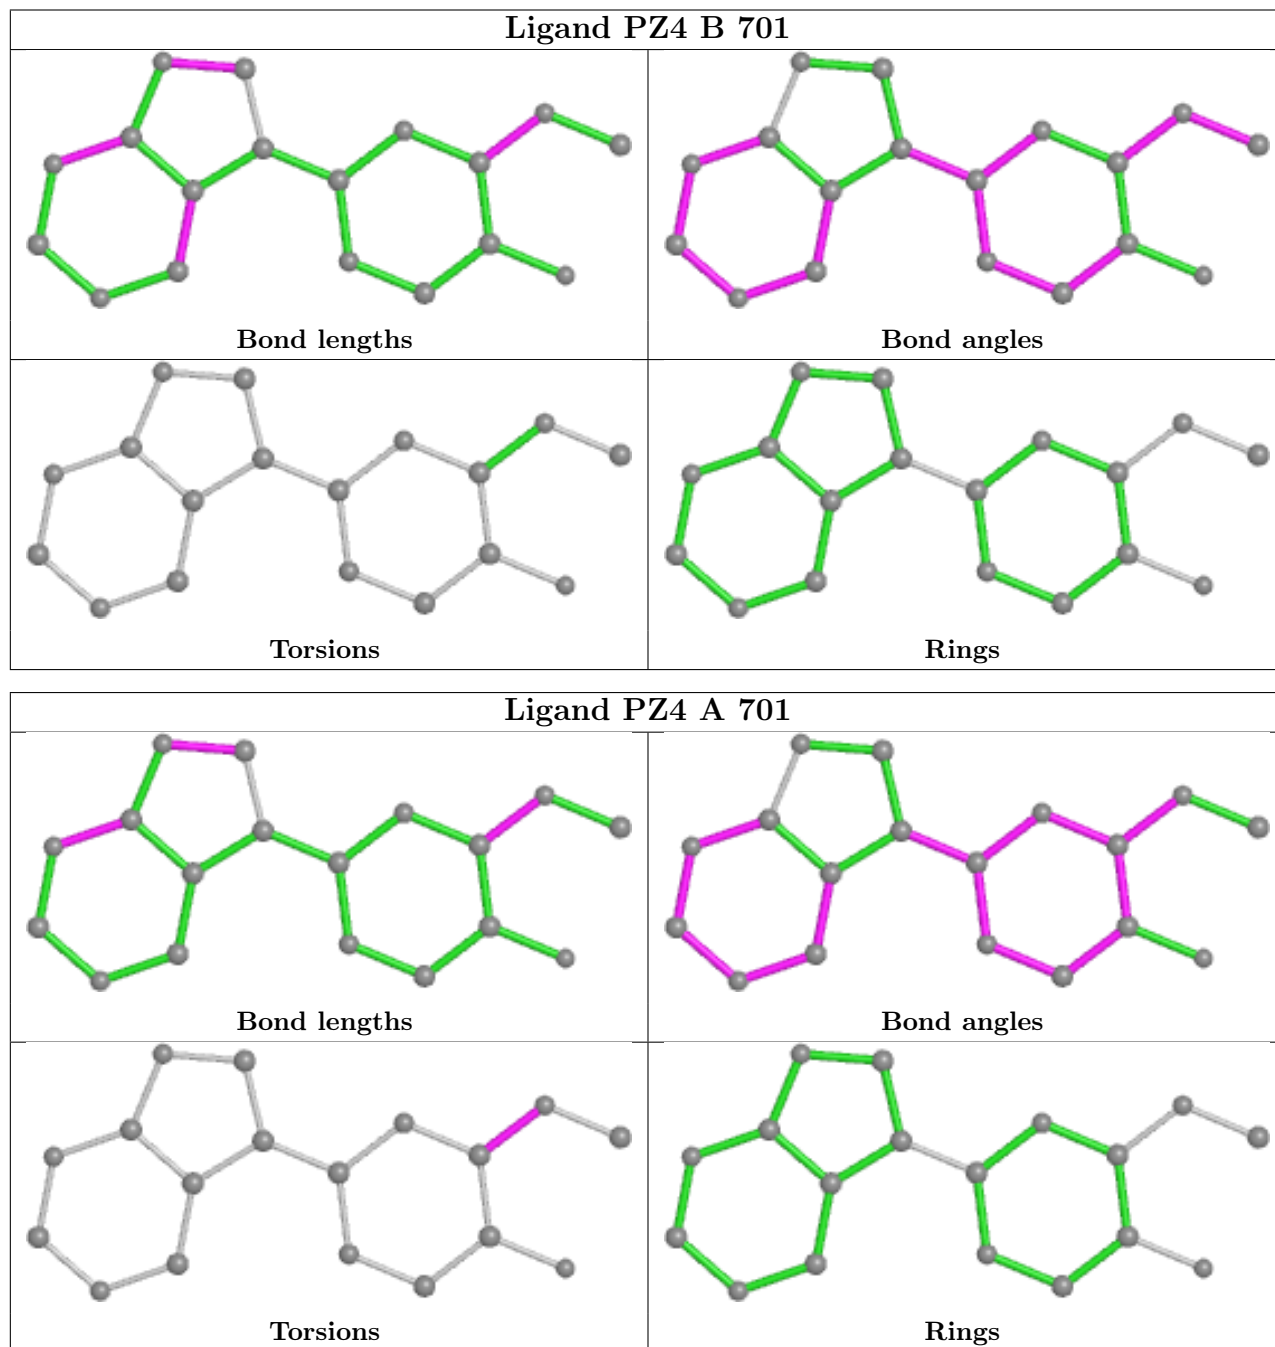 Ligand PZ4 B 701
Bond lengths
Bond angles
Torsions
Rings
Ligand PZ4 A 701
Bond lengths
Bond angles
Torsions
Rings